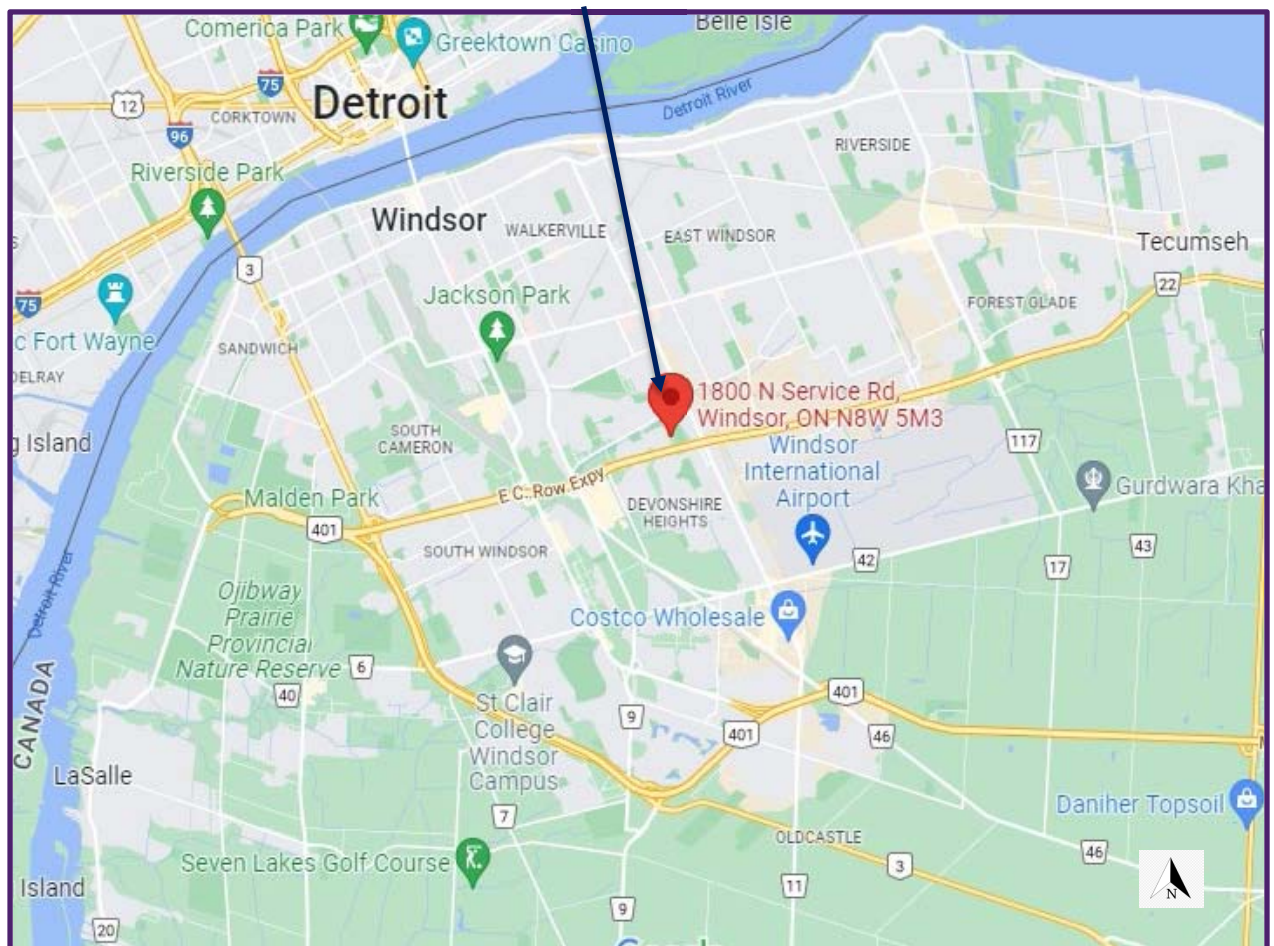 Comerica Park
Greektown Casino
Belle Isle
75
12
CORKTOWN
Detroit
Detroit River
96
RIVERSIDE
Riverside Park
Windsor
WALKERVILLE
EAST WINDSOR
Tecumseh
3
22
75
Jackson Park
FOREST GLADE
c Fort Wayne
SANDWICH
DELRAY
1800 N Service Rd,
Windsor, ON N8W 5M3
SOUTH
CAMERON
g Island
Windsor
International
Airport
117
E.C. Row Expy
Malden Park
Gurdwara Kha
DEVONSHIRE
HEIGHTS
401
SOUTH WINDSOR
42
43
17
Detroit River
Ojibway
Prairie
Provincial
Nature Reserve
Costco Wholesale
6
40
CANADA
St Clair
College
Windsor
Campus
401
9
401
46
LaSalle
7
Daniher Topsoil
OLDCASTLE
46
Seven Lakes Golf Course
3
Island
11
N
9
20